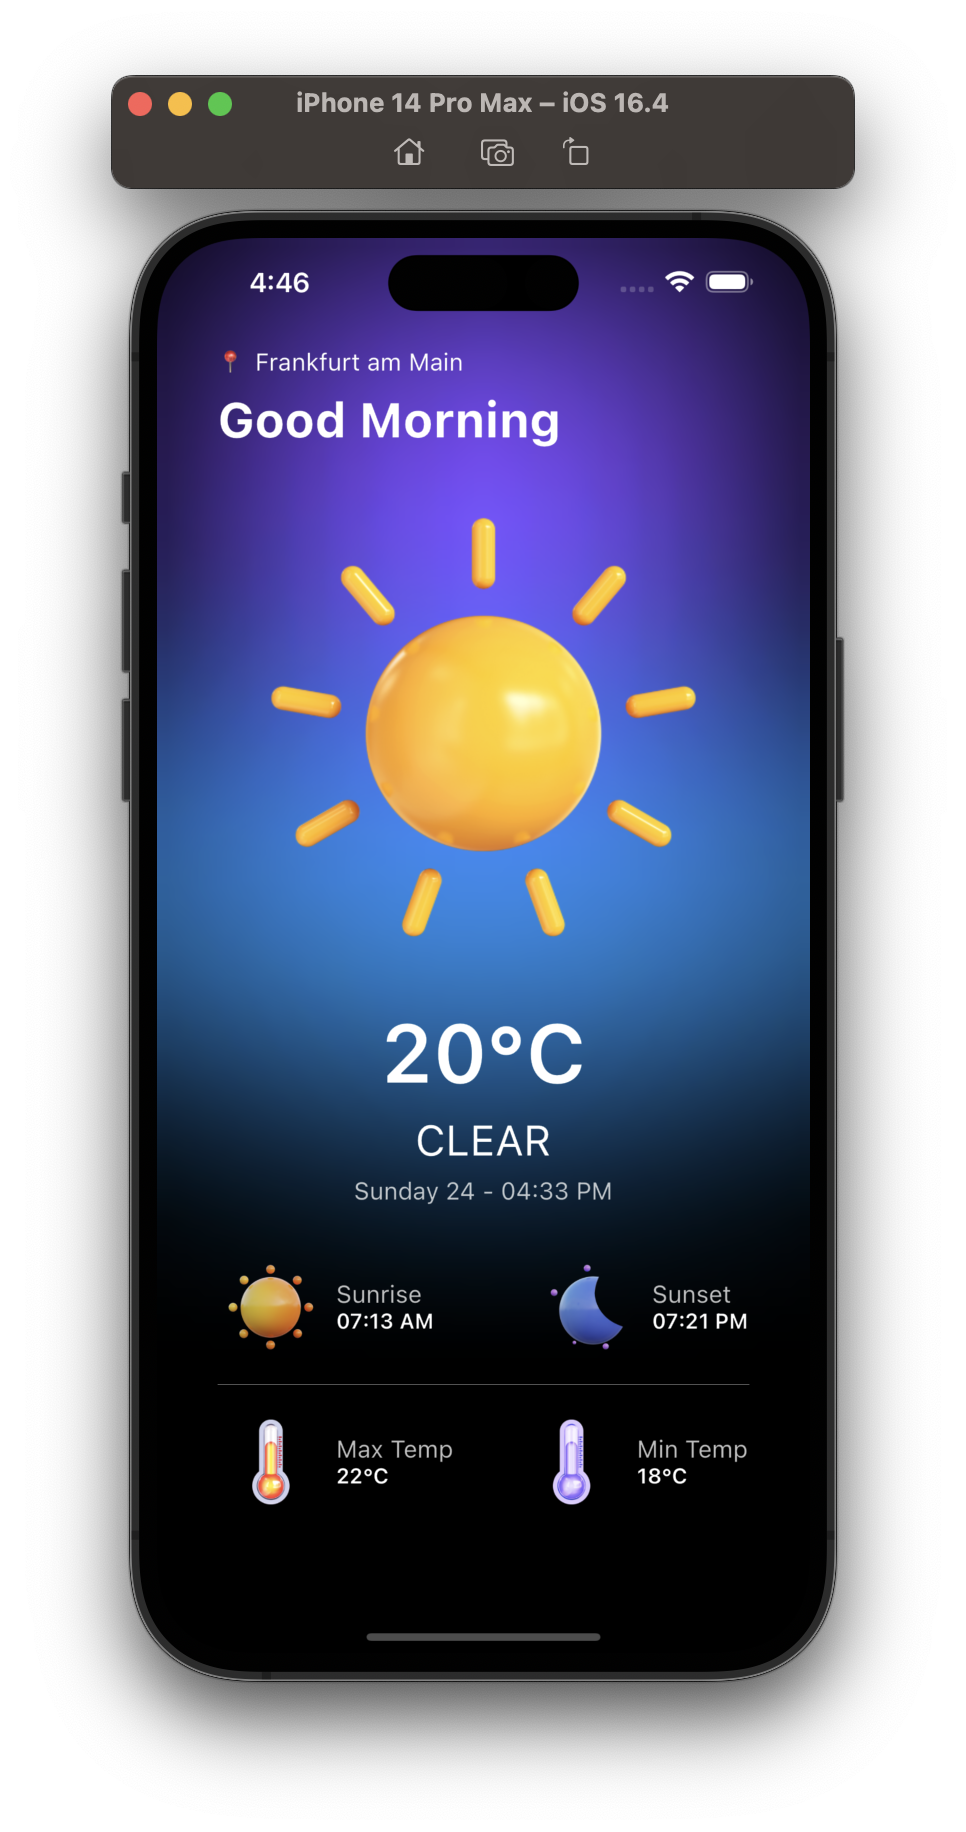 iPhone 14 Pro Max – iOS 16.4
4:46
Frankfurt am Main
Good Morning
20°C
CLEAR
Sunday 24 - 04:33 PM
Sunrise
07:13 AM
Sunset
07:21 PM
Max Temp
22°C
Min Temp
18°C